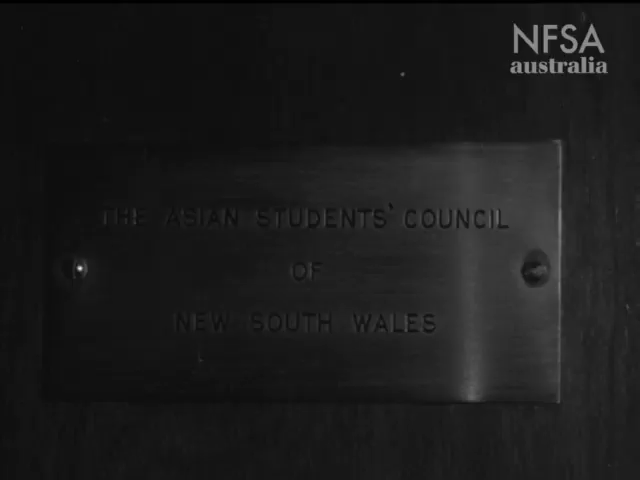 NFSA
australia
THE ASIAN STUDENTS' COUNCIL
OF
NEW SOUTH WALES